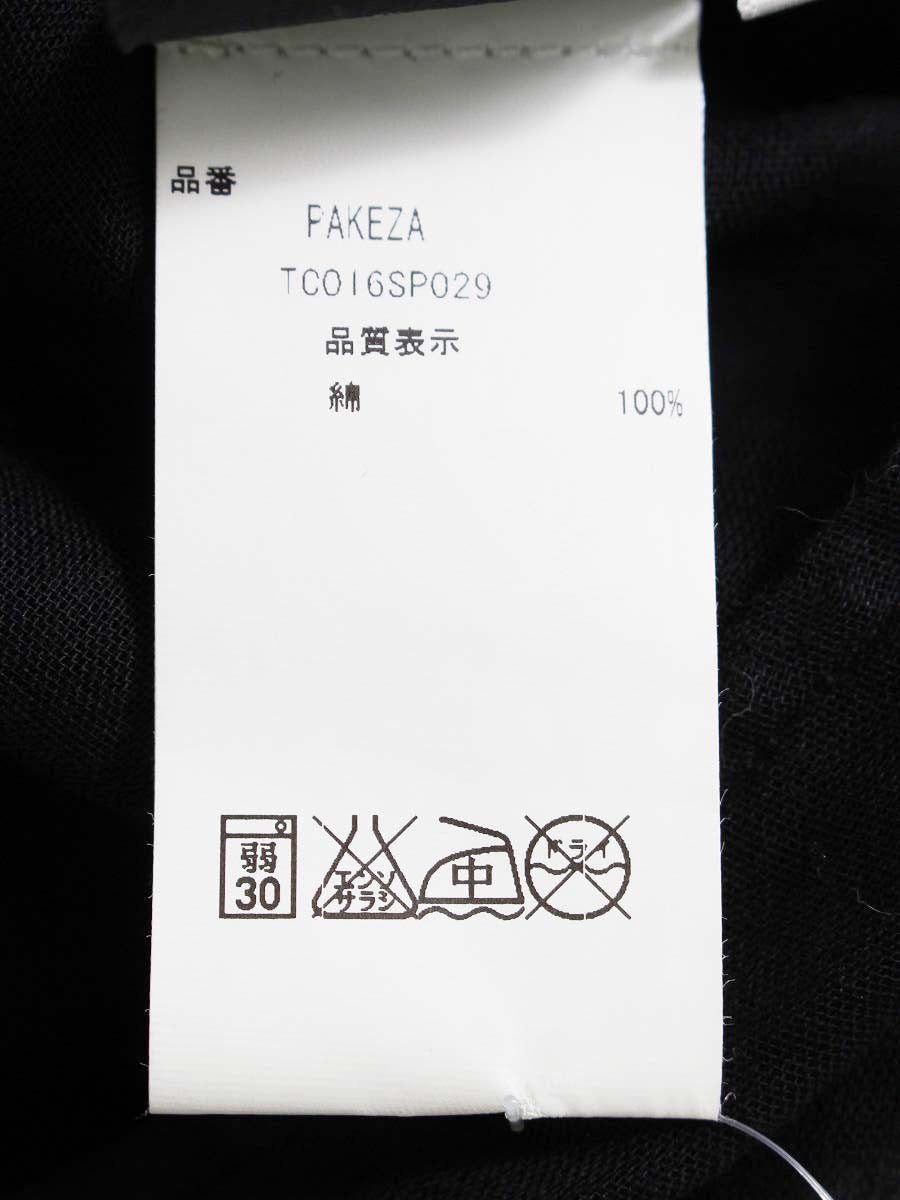 品番
PAKEZA
TC016SP029
品質表示
綿 100%
弱 エンソ 中 ドライ
30 サラシ